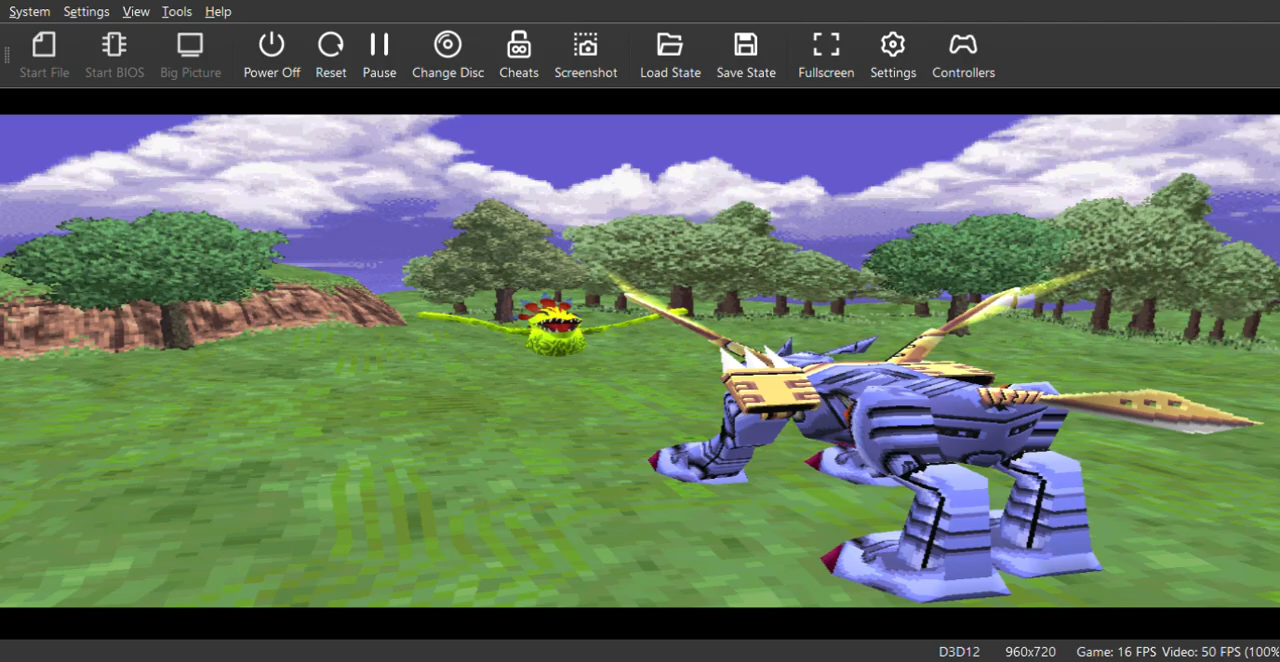 System Settings View Tools Help
Start File Start BIOS Big Picture Power Off Reset Pause Change Disc Cheats Screenshot Load State Save State Fullscreen Settings Controllers
D3D12 960x720 Game: 16 FPS Video: 50 FPS (100%